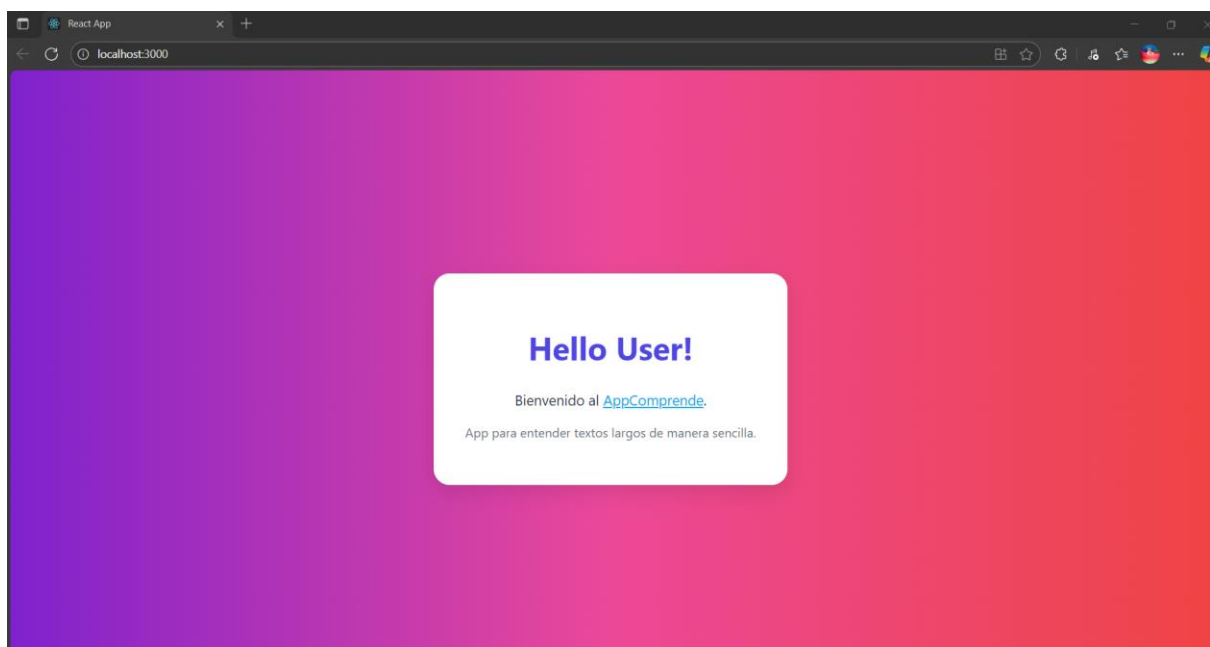 React App
localhost:3000
Hello User!
Bienvenido al AppComprende.
App para entender textos largos de manera sencilla.